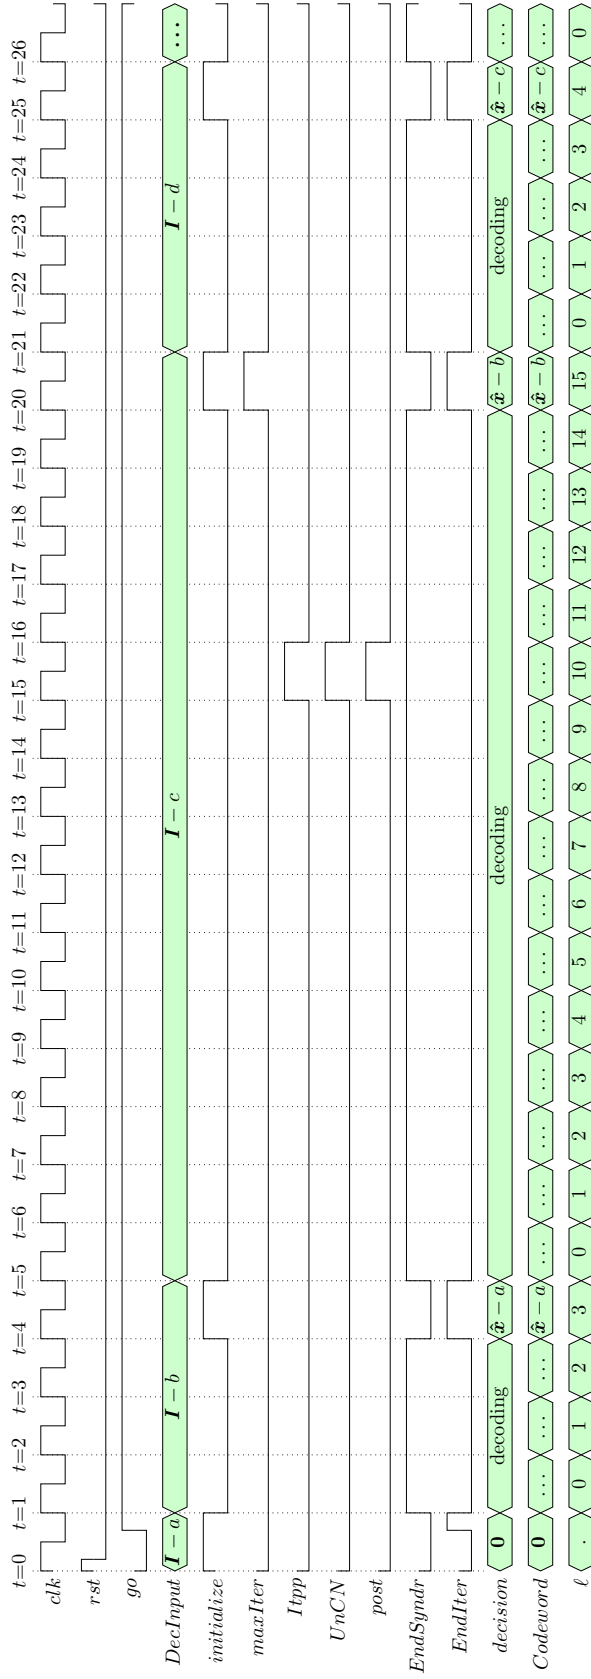 t=0 t=1 t=2 t=3 t=4 t=5 t=6 t=7 t=8 t=9 t=10 t=11 t=12 t=13 t=14 t=15 t=16 t=17 t=18 t=19 t=20 t=21 t=22 t=23 t=24 t=25 t=26
clk
rst
go
DecInput I − a I − b I − c I − d ...
initialize
maxIter
Itpp
UnCN
post
EndSyndr
EndIter
decision 0 decoding x̂ − a decoding x̂ − b decoding x̂ − c ...
Codeword 0 ... ... ... x̂ − a ... ... ... ... ... ... ... ... ... ... ... ... ... ... ... x̂ − b ... ... ... ... x̂ − c ...
ℓ . 0 1 2 3 0 1 2 3 4 5 6 7 8 9 10 11 12 13 14 15 0 1 2 3 4 0